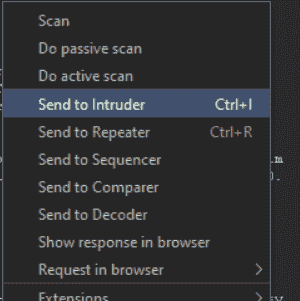 Scan
Do passive scan
Do active scan
Send to Intruder Ctrl+I
Send to Repeater Ctrl+R
Send to Sequencer
Send to Comparer
Send to Decoder
Show response in browser
Request in browser >
Extensions >